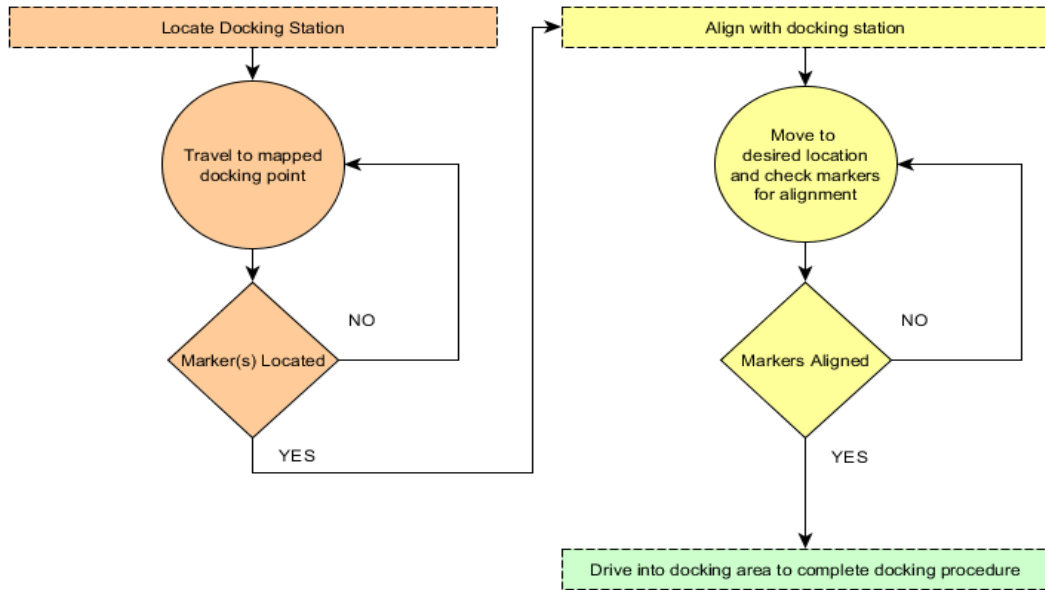 Locate Docking Station
Travel to mapped
docking point
NO
Marker(s) Located
YES
Align with docking station
Move to
desired location
and check markers
for alignment
NO
Markers Aligned
YES
Drive into docking area to complete docking procedure